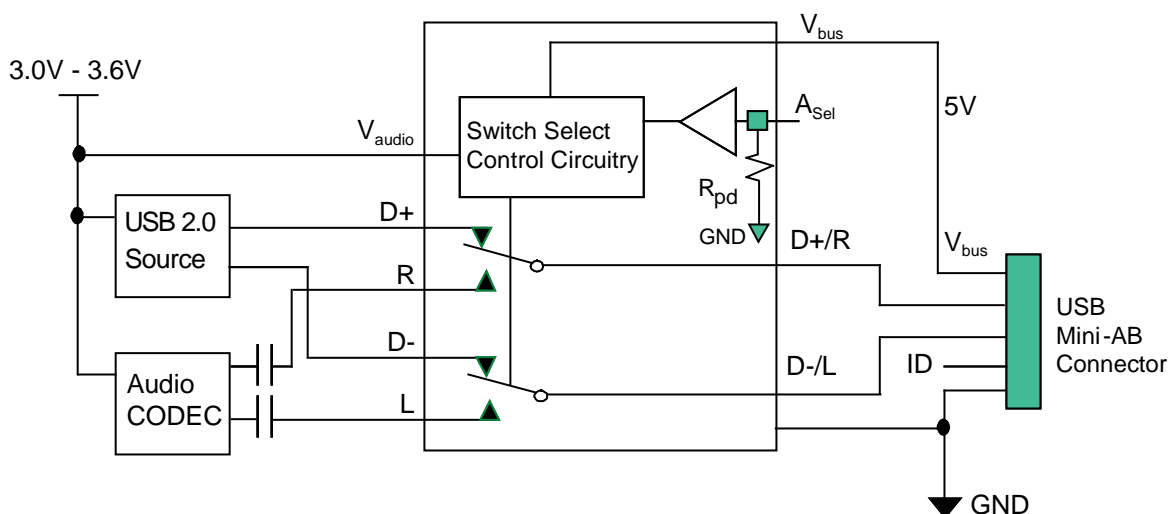 3.0V - 3.6V
V_bus
A_Sel
5V
V_audio
Switch Select
Control Circuitry
R_pd
GND
USB 2.0
Source
D+
R
D-
L
D+/R
D-/L
V_bus
ID
USB
Mini-AB
Connector
Audio
CODEC
GND